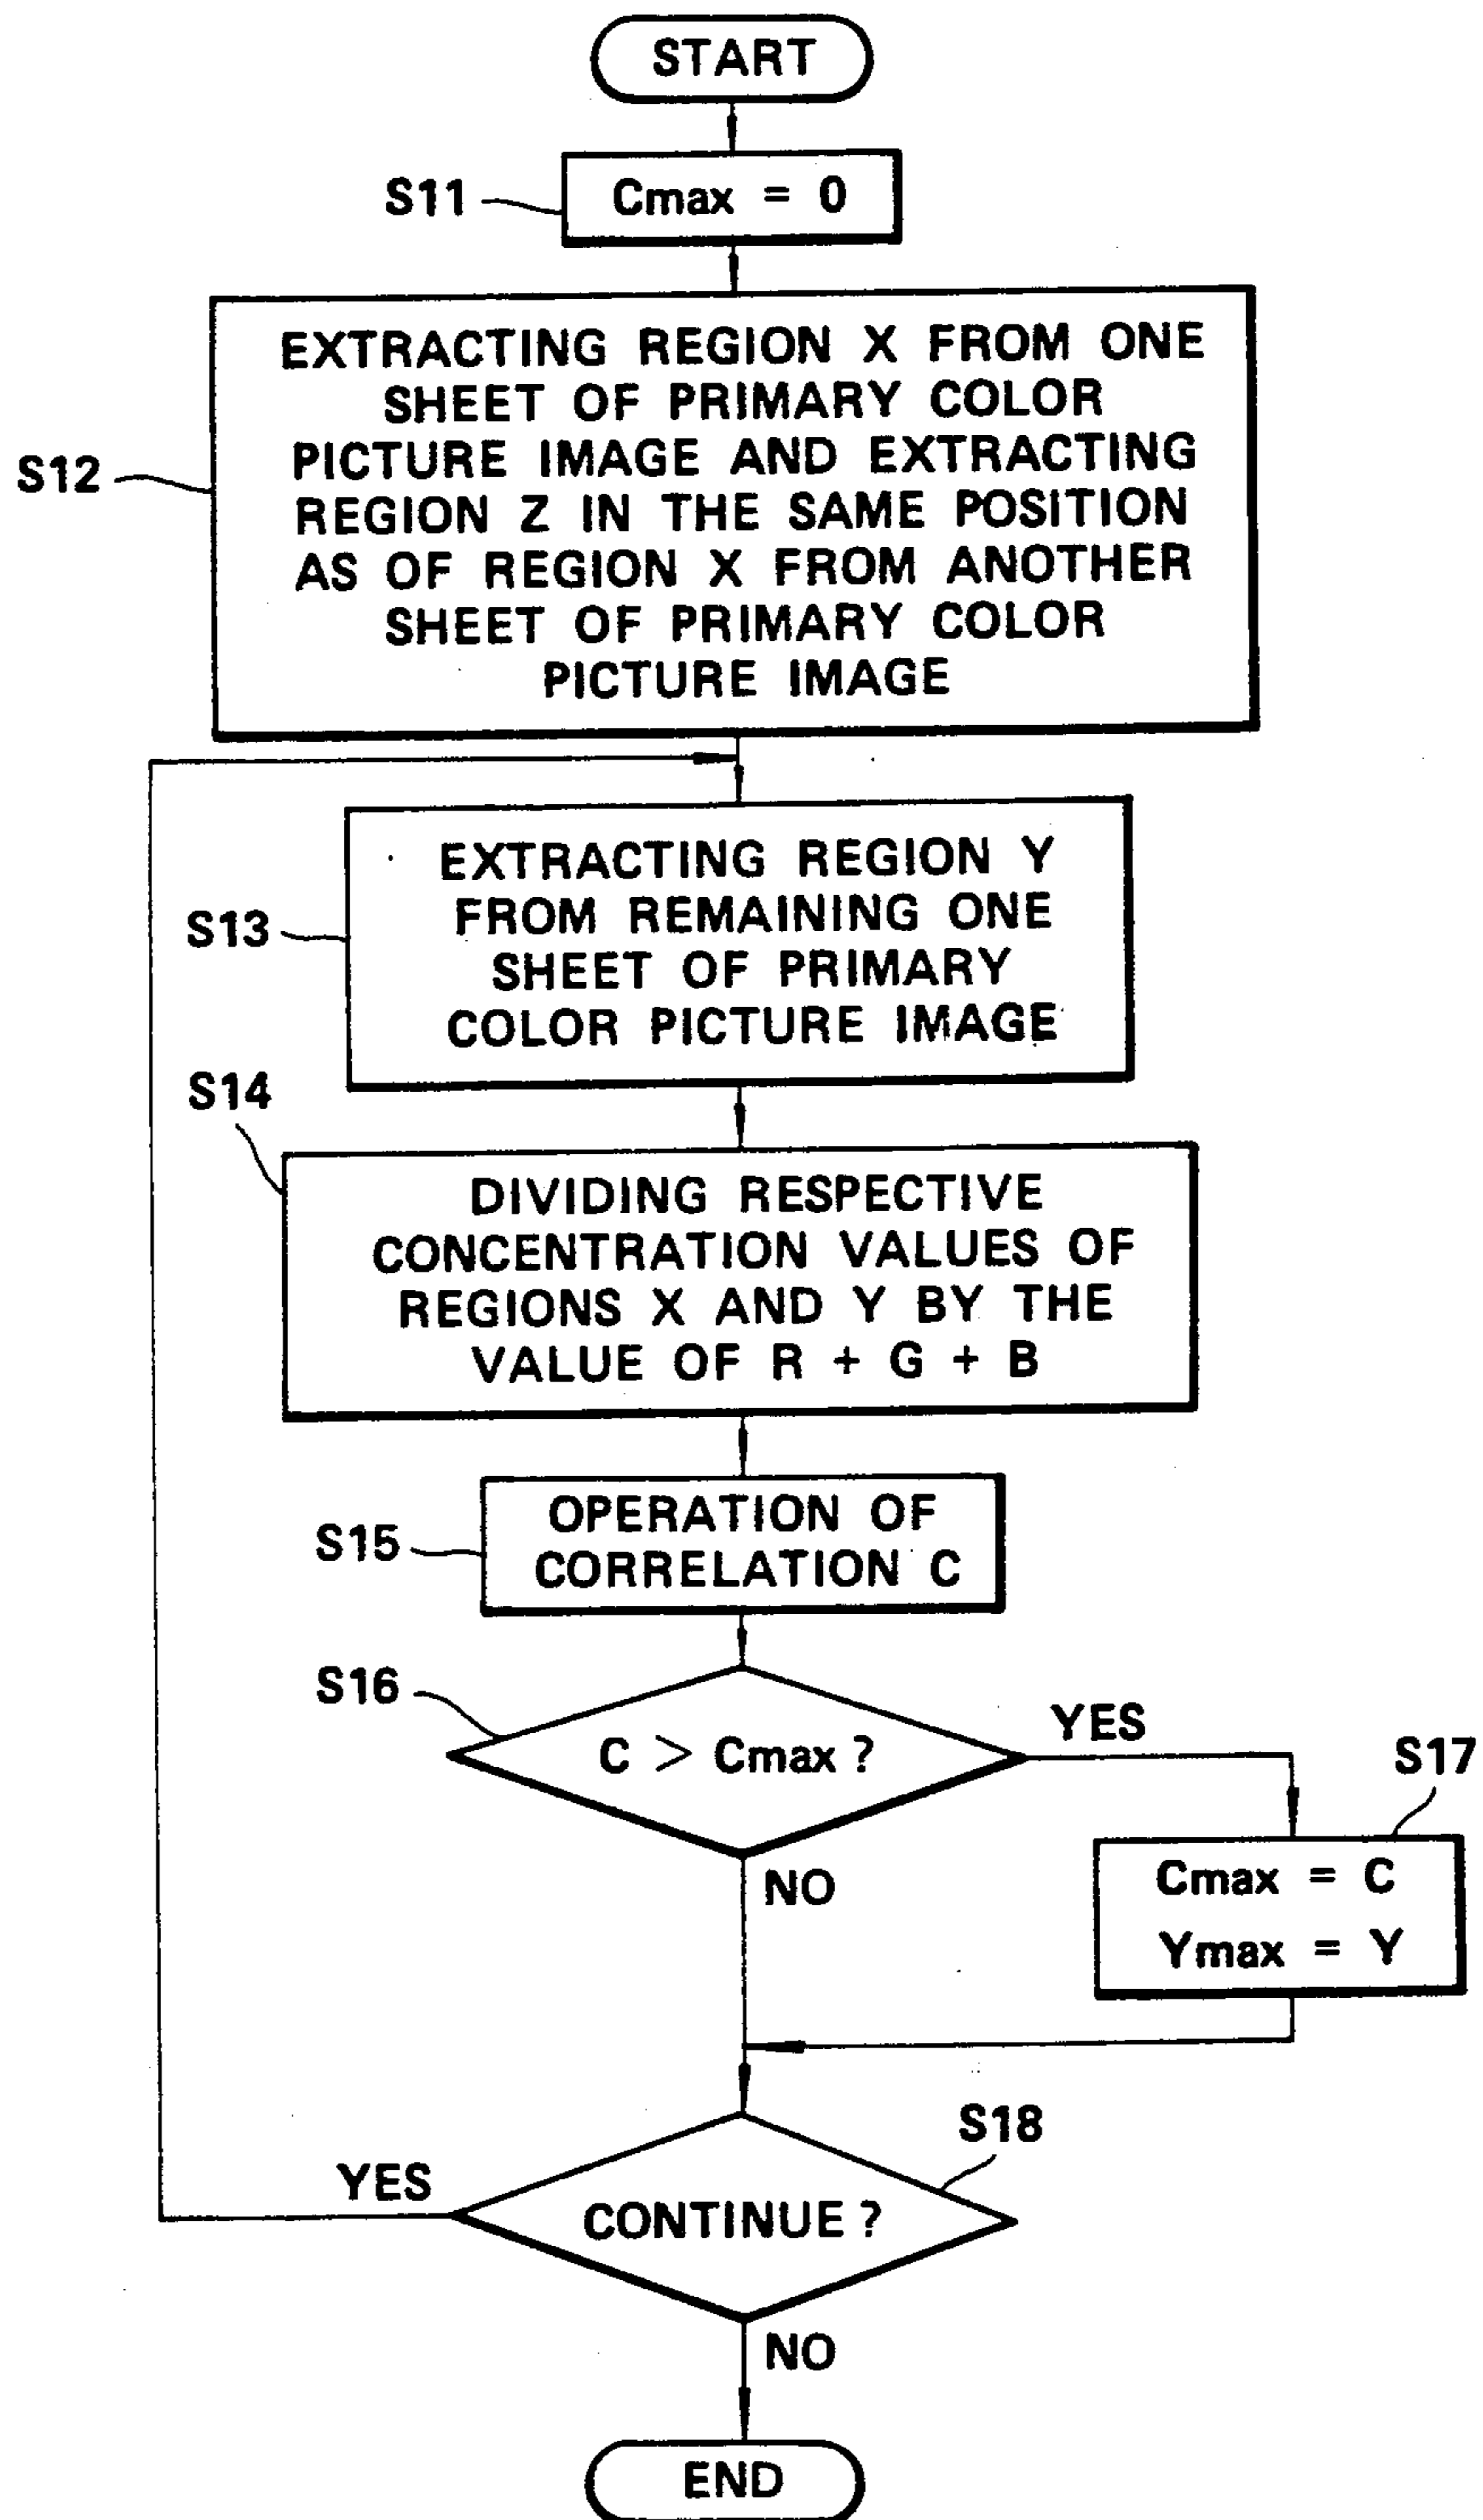 START
S11
Cmax = 0
S12
EXTRACTING REGION X FROM ONE
SHEET OF PRIMARY COLOR
PICTURE IMAGE AND EXTRACTING
REGION Z IN THE SAME POSITION
AS OF REGION X FROM ANOTHER
SHEET OF PRIMARY COLOR
PICTURE IMAGE
S13
EXTRACTING REGION Y
FROM REMAINING ONE
SHEET OF PRIMARY
COLOR PICTURE IMAGE
S14
DIVIDING RESPECTIVE
CONCENTRATION VALUES OF
REGIONS X AND Y BY THE
VALUE OF R + G + B
S15
OPERATION OF
CORRELATION C
S16
C > Cmax ?
YES
NO
S17
Cmax = C
Ymax = Y
S18
CONTINUE ?
YES
NO
END